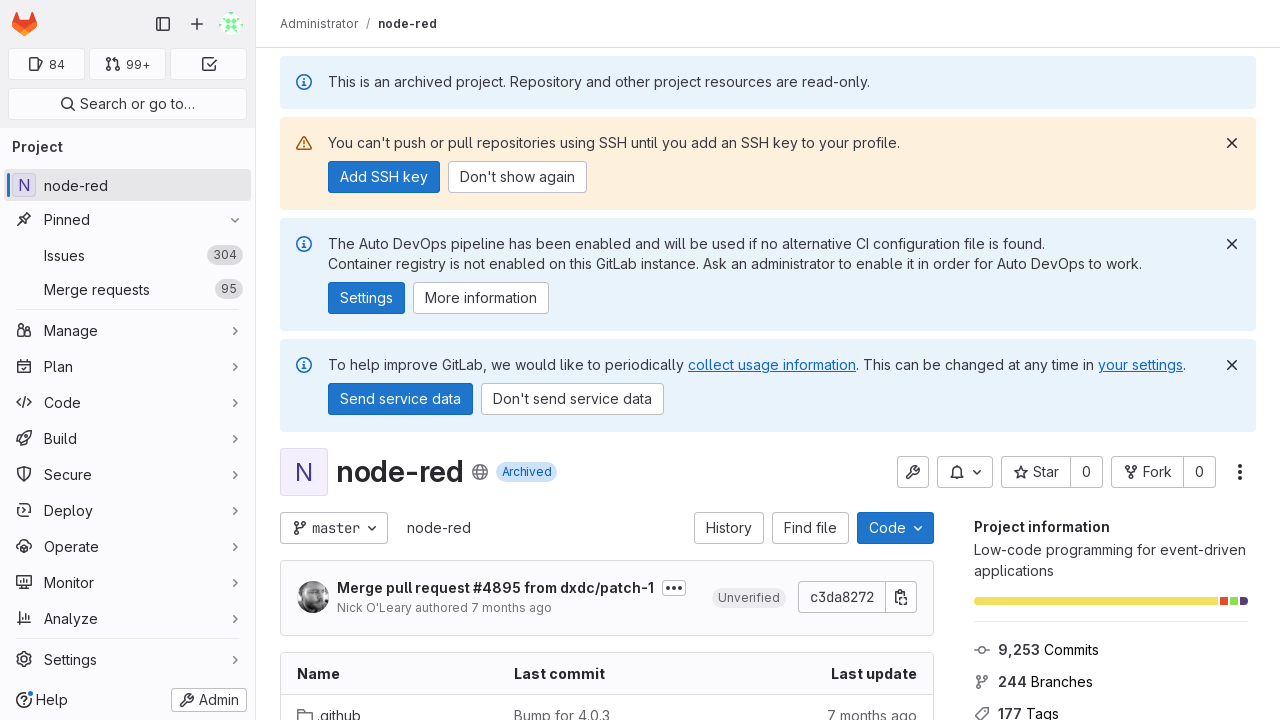 Administrator / node-red
84
99+
Search or go to…
Project
N node-red
Pinned
Issues 304
Merge requests 95
Manage
Plan
Code
Build
Secure
Deploy
Operate
Monitor
Analyze
Settings
Help
Admin
This is an archived project. Repository and other project resources are read-only.
You can't push or pull repositories using SSH until you add an SSH key to your profile.
Add SSH key
Don't show again
The Auto DevOps pipeline has been enabled and will be used if no alternative CI configuration file is found.
Container registry is not enabled on this GitLab instance. Ask an administrator to enable it in order for Auto DevOps to work.
Settings
More information
To help improve GitLab, we would like to periodically collect usage information. This can be changed at any time in your settings.
Send service data
Don't send service data
N
node-red
Archived
Star 0
Fork 0
master
node-red
History
Find file
Code
Merge pull request #4895 from dxdc/patch-1
Nick O'Leary authored 7 months ago
Unverified
c3da8272
Name Last commit Last update
.github Bump for 4.0.3 7 months ago
Project information
Low-code programming for event-driven
applications
9,253 Commits
244 Branches
177 Tags